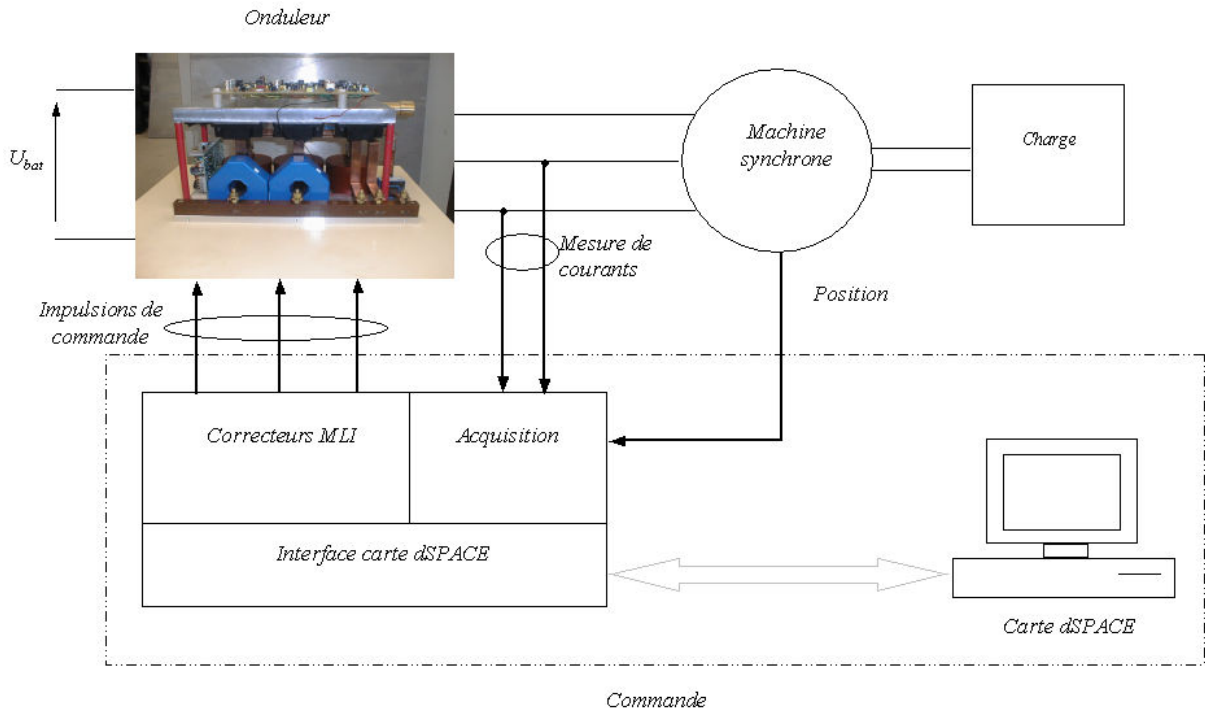 Onduleur
U_bat
Machine
synchrone
Charge
Mesure de
courants
Position
Impulsions de
commande
Correcteurs MLI
Acquisition
Interface carte dSPACE
Carte dSPACE
Commande